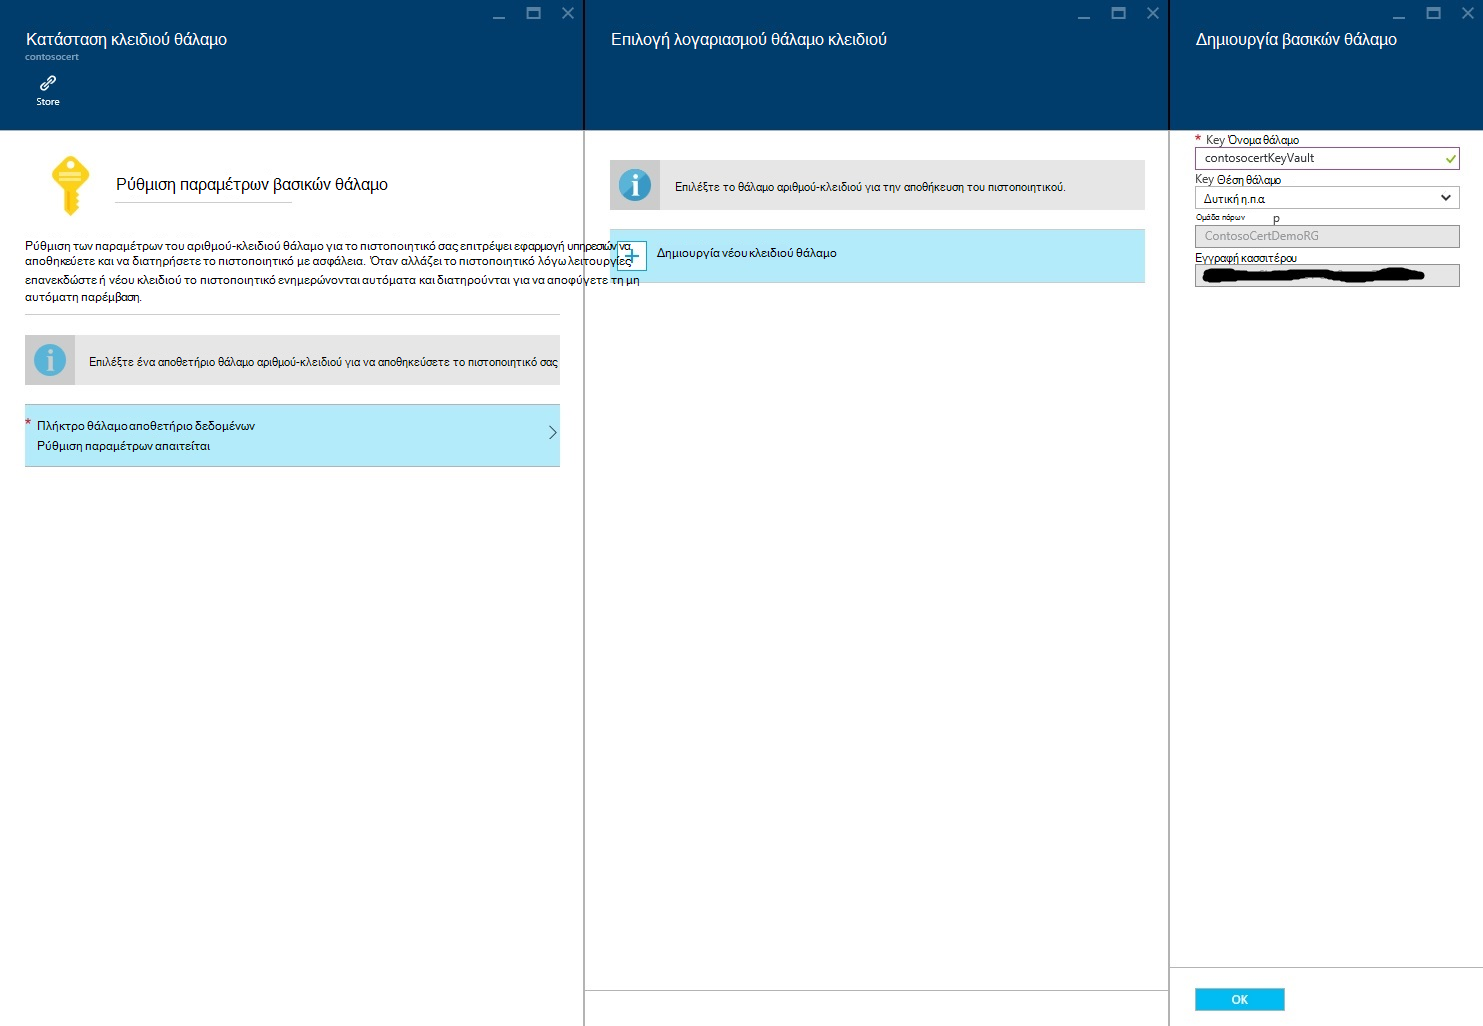 Κατάσταση κλειδιού θάλαμο
contosocert
Store
Ρύθμιση παραμέτρων βασικών θάλαμο
Ρύθμιση των παραμέτρων του αριθμού-κλειδιού θάλαμο για το πιστοποιητικό σας επιτρέψει εφαρμογή υπηρεσιών να
αποθηκεύετε και να διατηρήσετε το πιστοποιητικό με ασφάλεια. Όταν αλλάζει το πιστοποιητικό λόγω λειτουργίες
επανεκδώστε ή νέου κλειδιού το πιστοποιητικό ενημερώνονται αυτόματα και διατηρούνται για να αποφύγετε τη μη
αυτόματη παρέμβαση.
Επιλέξτε ένα αποθετήριο θάλαμο αριθμού-κλειδιού για να αποθηκεύσετε το πιστοποιητικό σας
* Πλήκτρο θάλαμο αποθετήριο δεδομένων
Ρύθμιση παραμέτρων απαιτείται
Επιλογή λογαριασμού θάλαμο κλειδιού
Επιλέξτε το θάλαμο αριθμού-κλειδιού για την αποθήκευση του πιστοποιητικού.
Δημιουργία νέου κλειδιού θάλαμο
Δημιουργία βασικών θάλαμο
* Key Όνομα θάλαμο
contosocertKeyVault
Key Θέση θάλαμο
Δυτική η.π.α.
Ομάδα πόρων p
ContosoCertDemoRG
Εγγραφή κασσιτέρου
OK